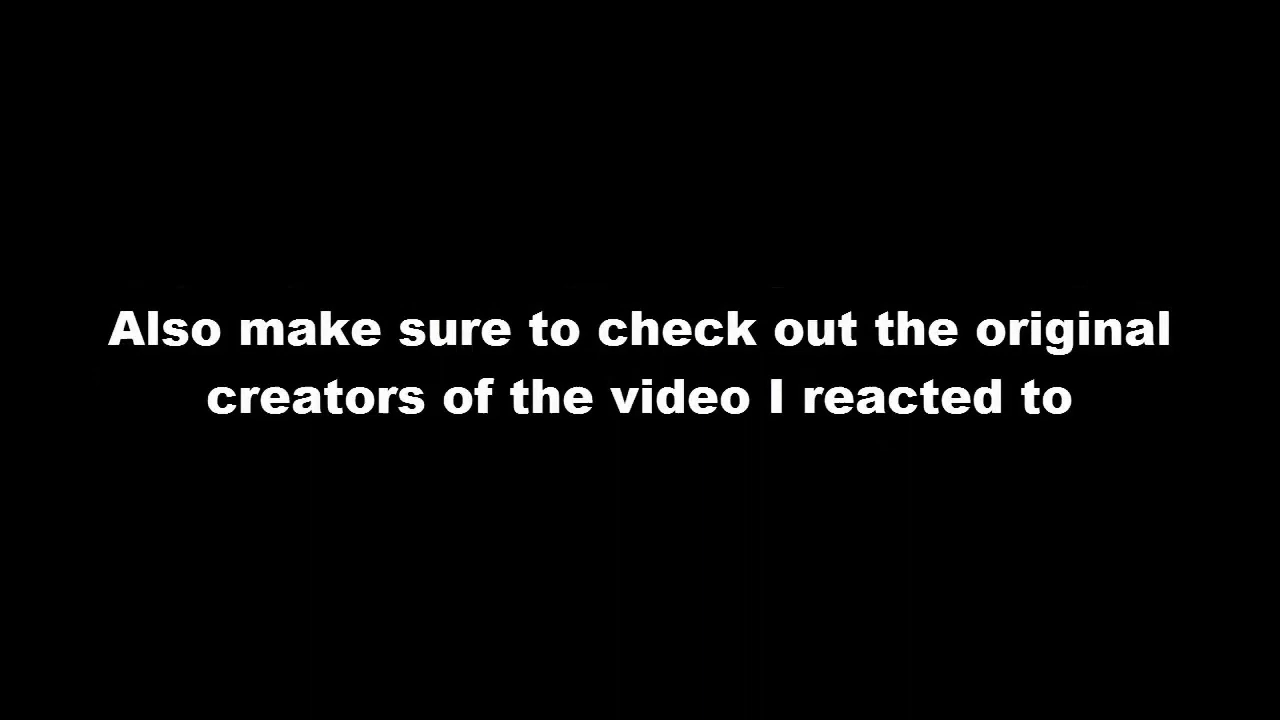 Also make sure to check out the original
creators of the video I reacted to